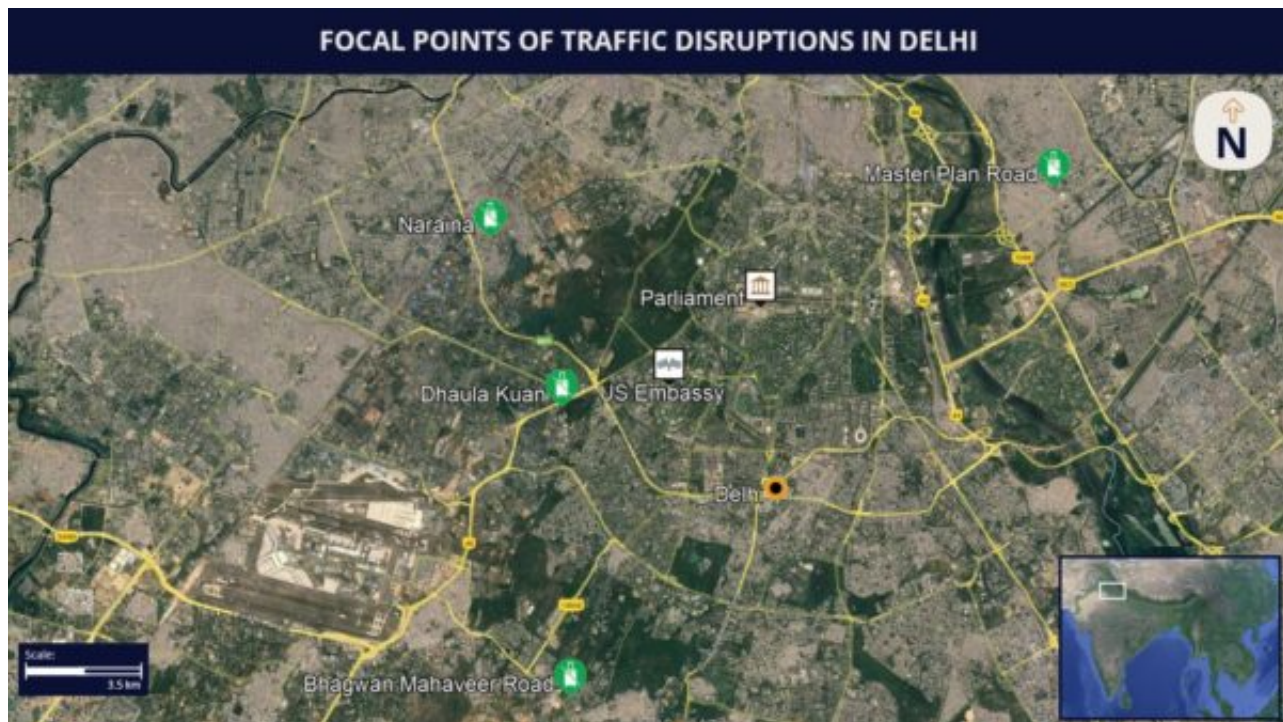 FOCAL POINTS OF TRAFFIC DISRUPTIONS IN DELHI
N
Master Plan Road
Naraina
Parliament
Dhaula Kuan
US Embassy
Delhi
Bhagwan Mahaveer Road
Scale:
3.5 km